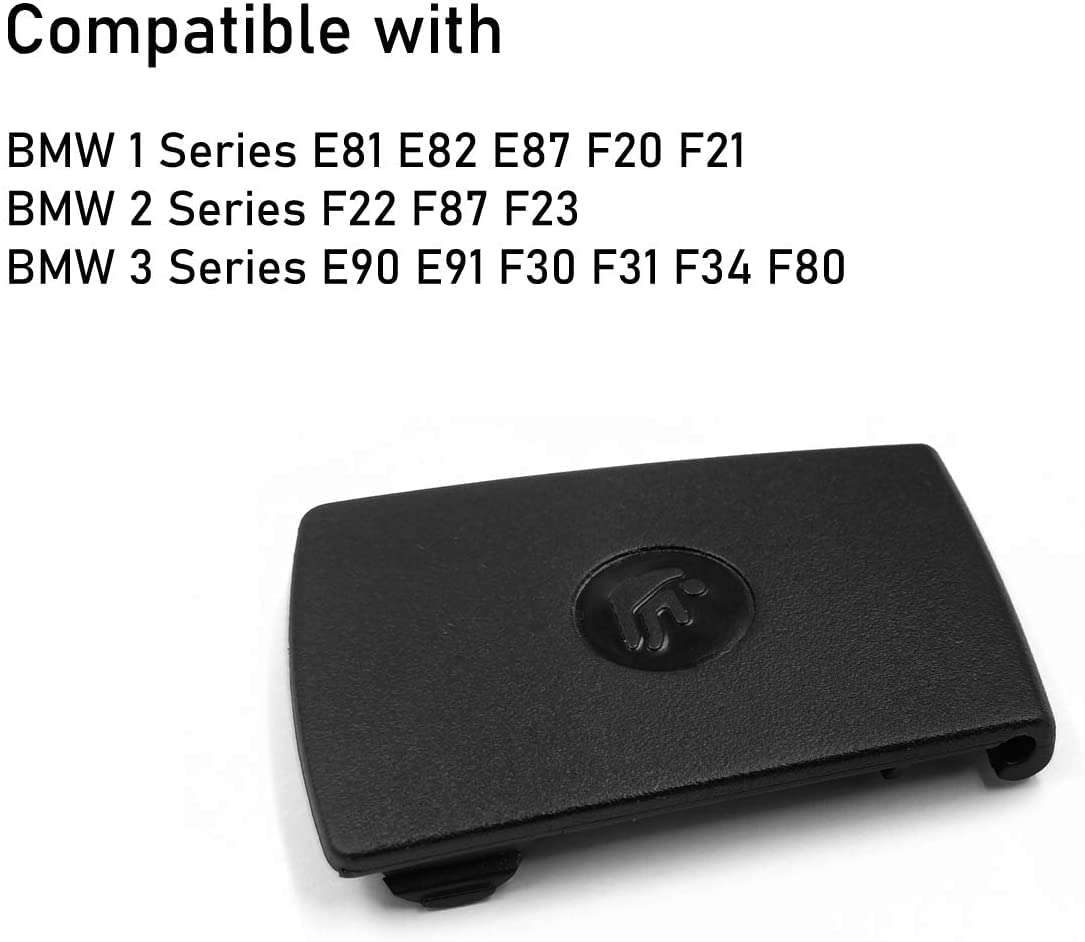 Compatible with
BMW 1 Series E81 E82 E87 F20 F21
BMW 2 Series F22 F87 F23
BMW 3 Series E90 E91 F30 F31 F34 F80